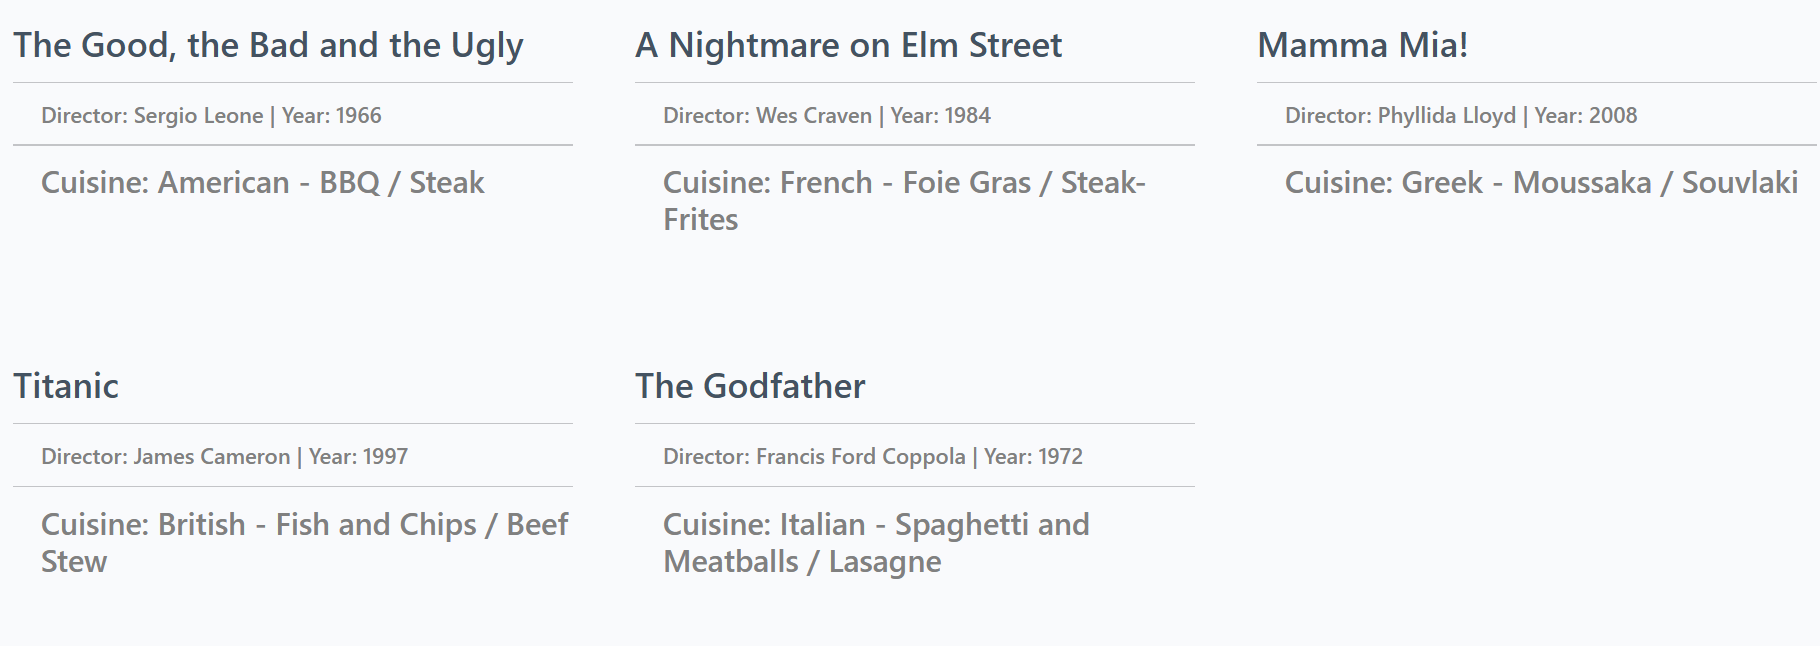 The Good, the Bad and the Ugly
Director: Sergio Leone | Year: 1966
Cuisine: American - BBQ / Steak
A Nightmare on Elm Street
Director: Wes Craven | Year: 1984
Cuisine: French - Foie Gras / Steak-
Frites
Mamma Mia!
Director: Phyllida Lloyd | Year: 2008
Cuisine: Greek - Moussaka / Souvlaki
Titanic
Director: James Cameron | Year: 1997
Cuisine: British - Fish and Chips / Beef
Stew
The Godfather
Director: Francis Ford Coppola | Year: 1972
Cuisine: Italian - Spaghetti and
Meatballs / Lasagne